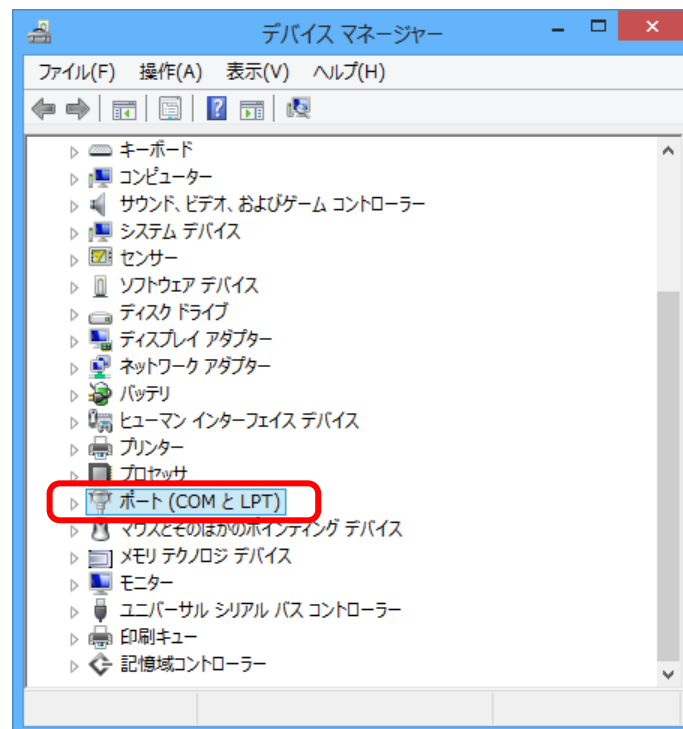 デバイス マネージャー
ファイル(F) 操作(A) 表示(V) ヘルプ(H)
キーボード
コンピューター
サウンド、ビデオ、およびゲーム コントローラー
システム デバイス
センサー
ソフトウェア デバイス
ディスク ドライブ
ディスプレイ アダプター
ネットワーク アダプター
バッテリ
ヒューマン インターフェイス デバイス
プリンター
プロセッサ
ポート (COM と LPT)
マウスとそのほかのポインティング デバイス
メモリ テクノロジ デバイス
モニター
ユニバーサル シリアル バス コントローラー
印刷キュー
記憶域コントローラー